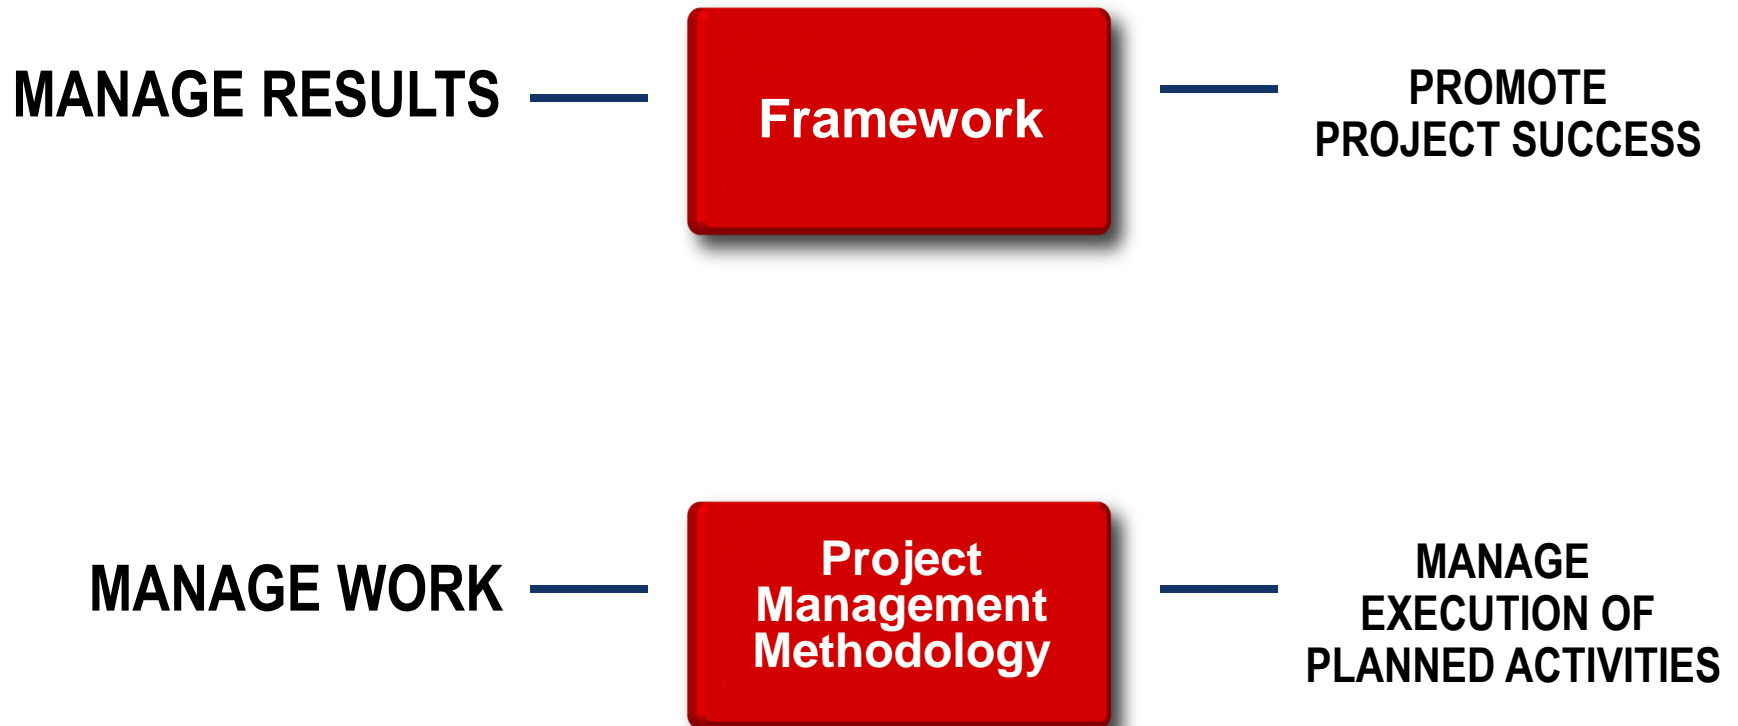 MANAGE RESULTS
Framework
PROMOTE
PROJECT SUCCESS
MANAGE WORK
Project
Management
Methodology
MANAGE
EXECUTION OF
PLANNED ACTIVITIES